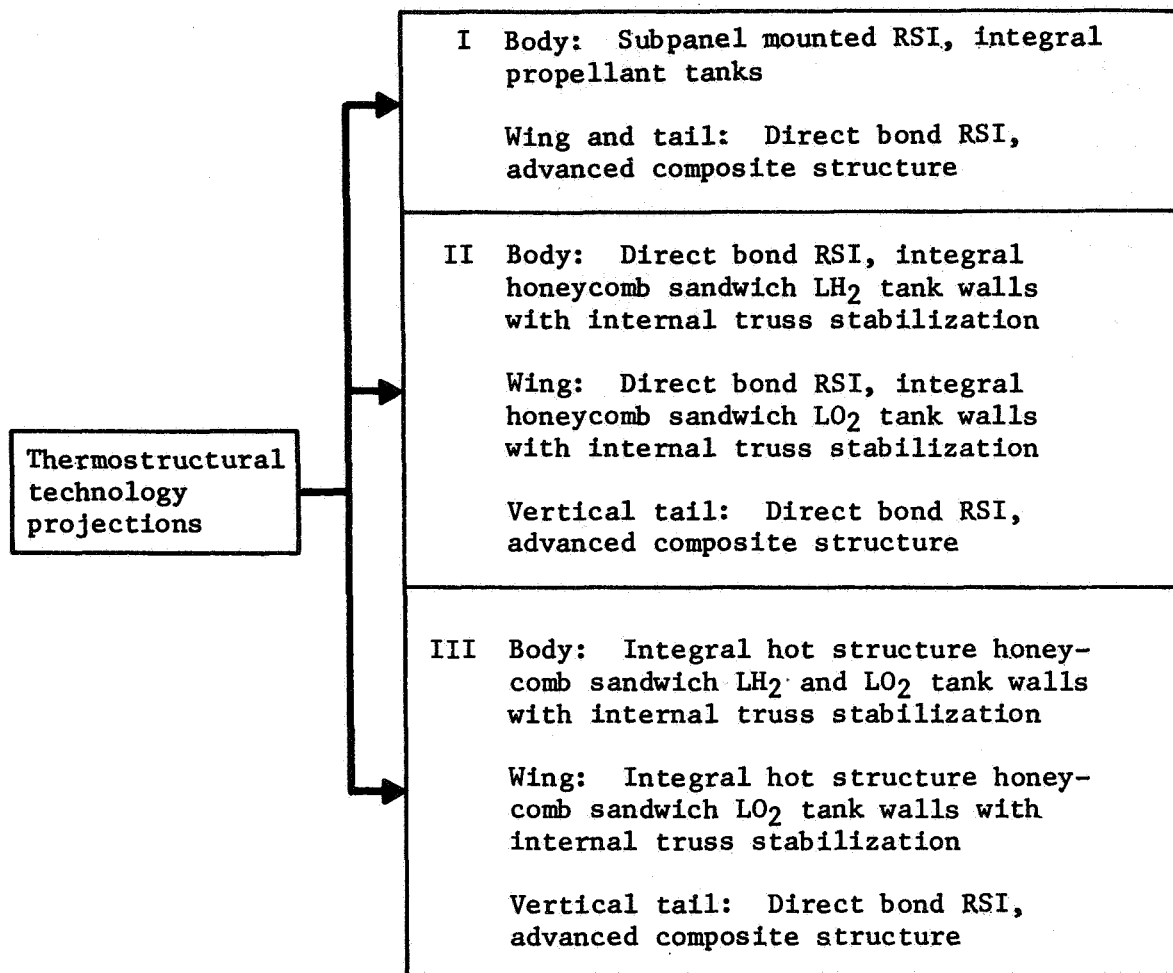 Thermostructural
technology
projections
I Body: Subpanel mounted RSI, integral
propellant tanks
Wing and tail: Direct bond RSI,
advanced composite structure
II Body: Direct bond RSI, integral
honeycomb sandwich LH2 tank walls
with internal truss stabilization
Wing: Direct bond RSI, integral
honeycomb sandwich LO2 tank walls
with internal truss stabilization
Vertical tail: Direct bond RSI,
advanced composite structure
III Body: Integral hot structure honey-
comb sandwich LH2 and LO2 tank walls
with internal truss stabilization
Wing: Integral hot structure honey-
comb sandwich LO2 tank walls with
internal truss stabilization
Vertical tail: Direct bond RSI,
advanced composite structure